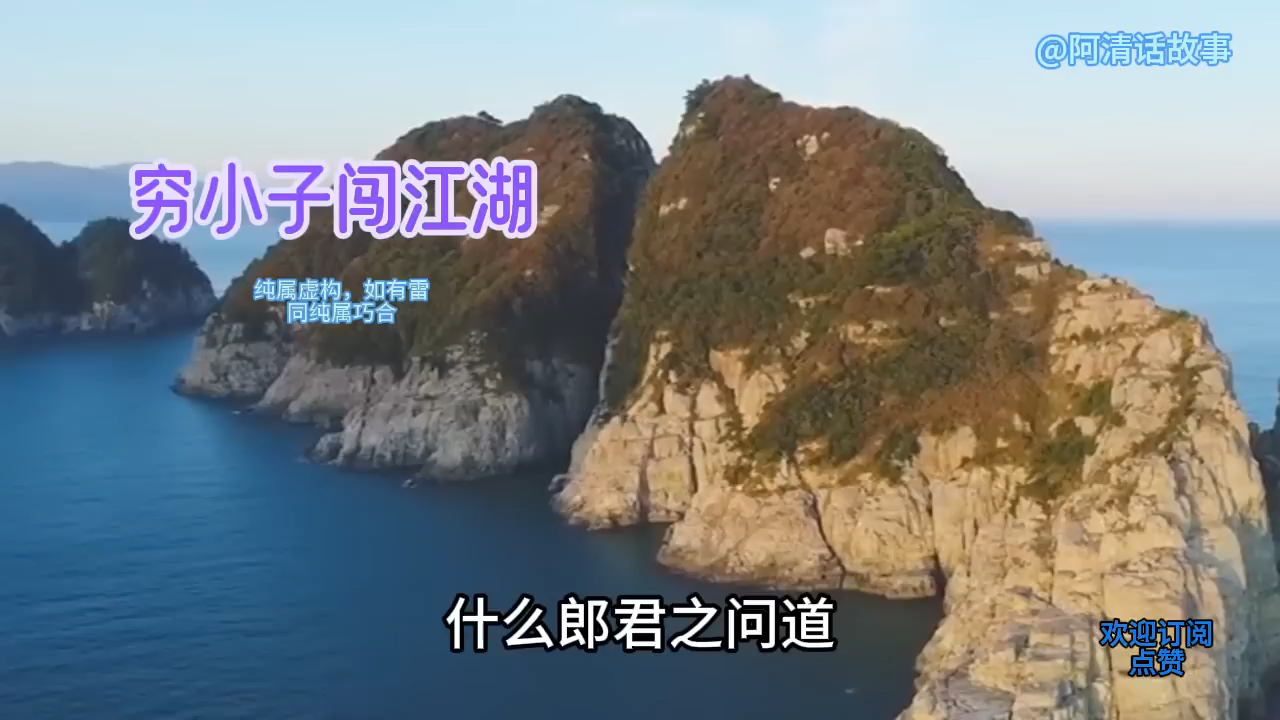 @阿清话故事
穷小子闯江湖
纯属虚构，如有雷
同纯属巧合
什么郎君之问道
欢迎订阅
点赞